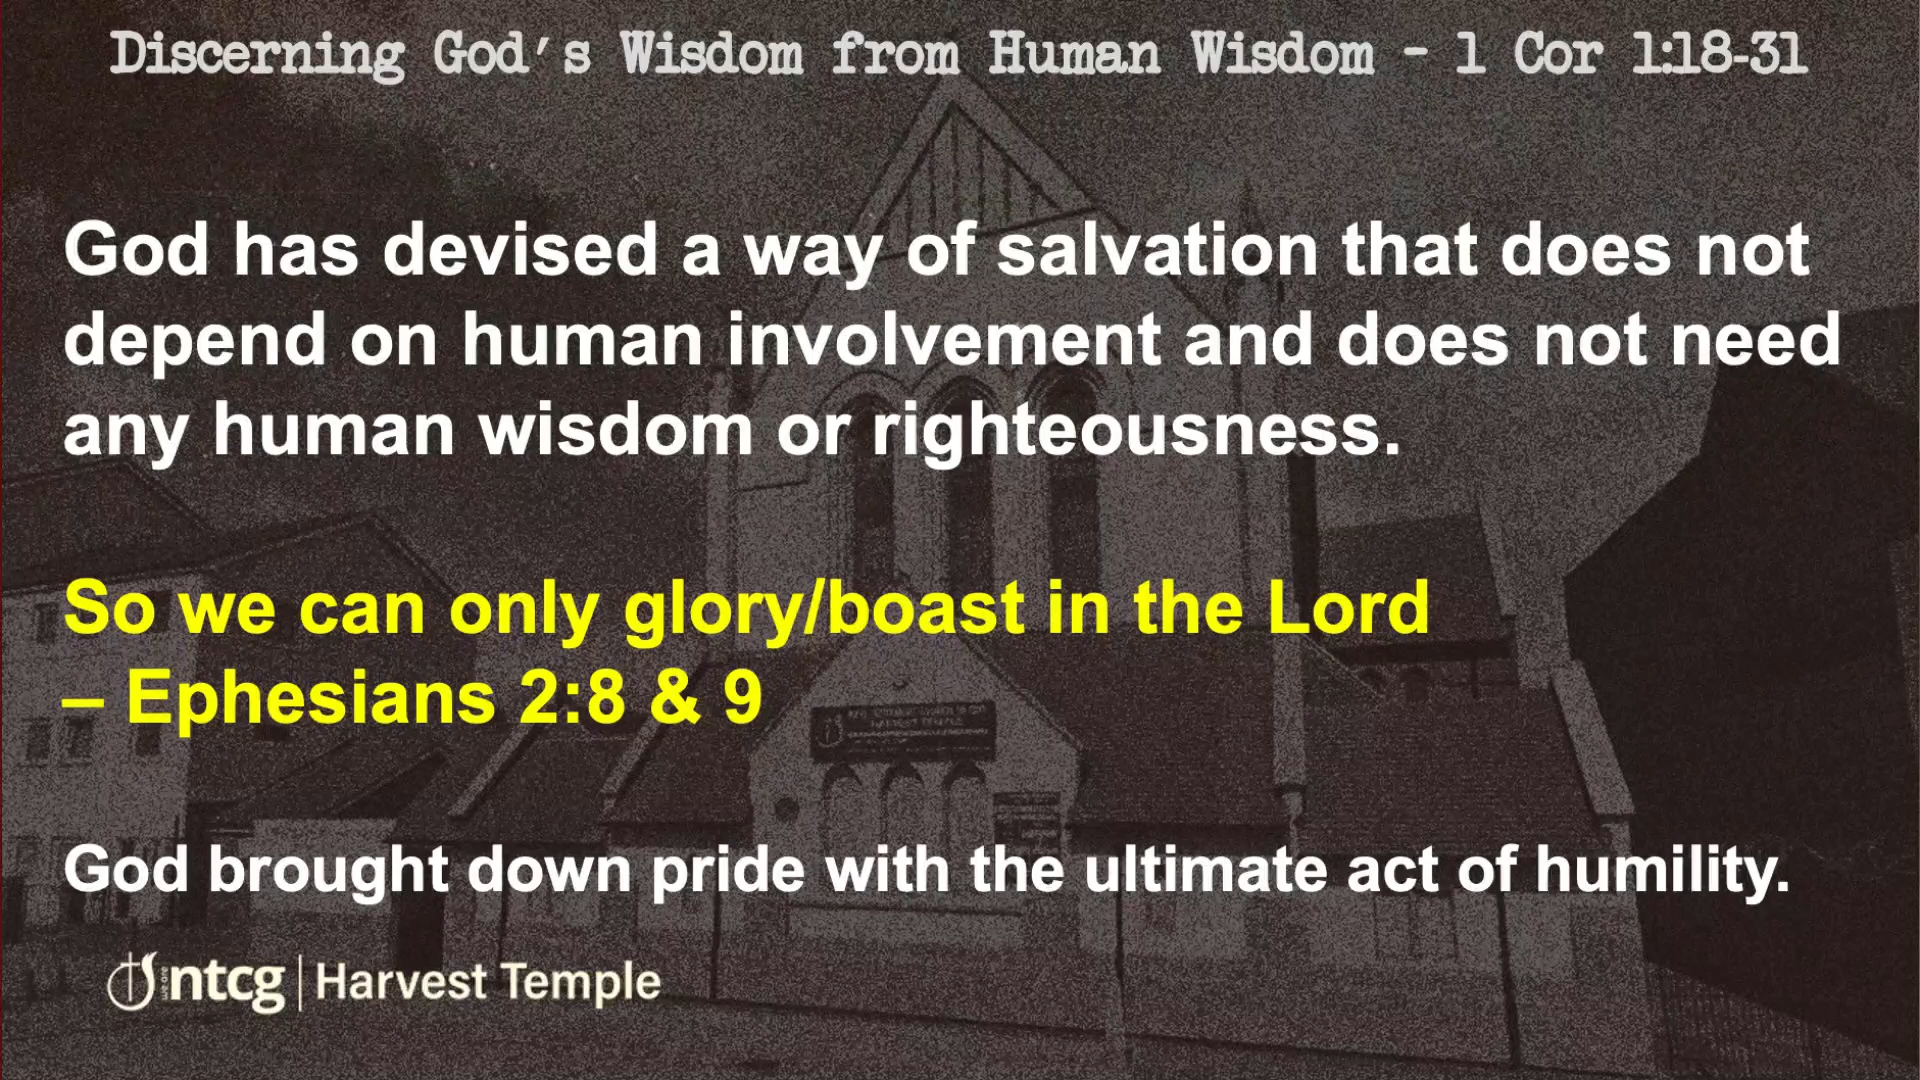 Discerning God's Wisdom from Human Wisdom - 1 Cor 1:18-31
God has devised a way of salvation that does not
depend on human involvement and does not need
any human wisdom or righteousness.
So we can only glory/boast in the Lord
– Ephesians 2:8 & 9
God brought down pride with the ultimate act of humility.
we are ntcg | Harvest Temple